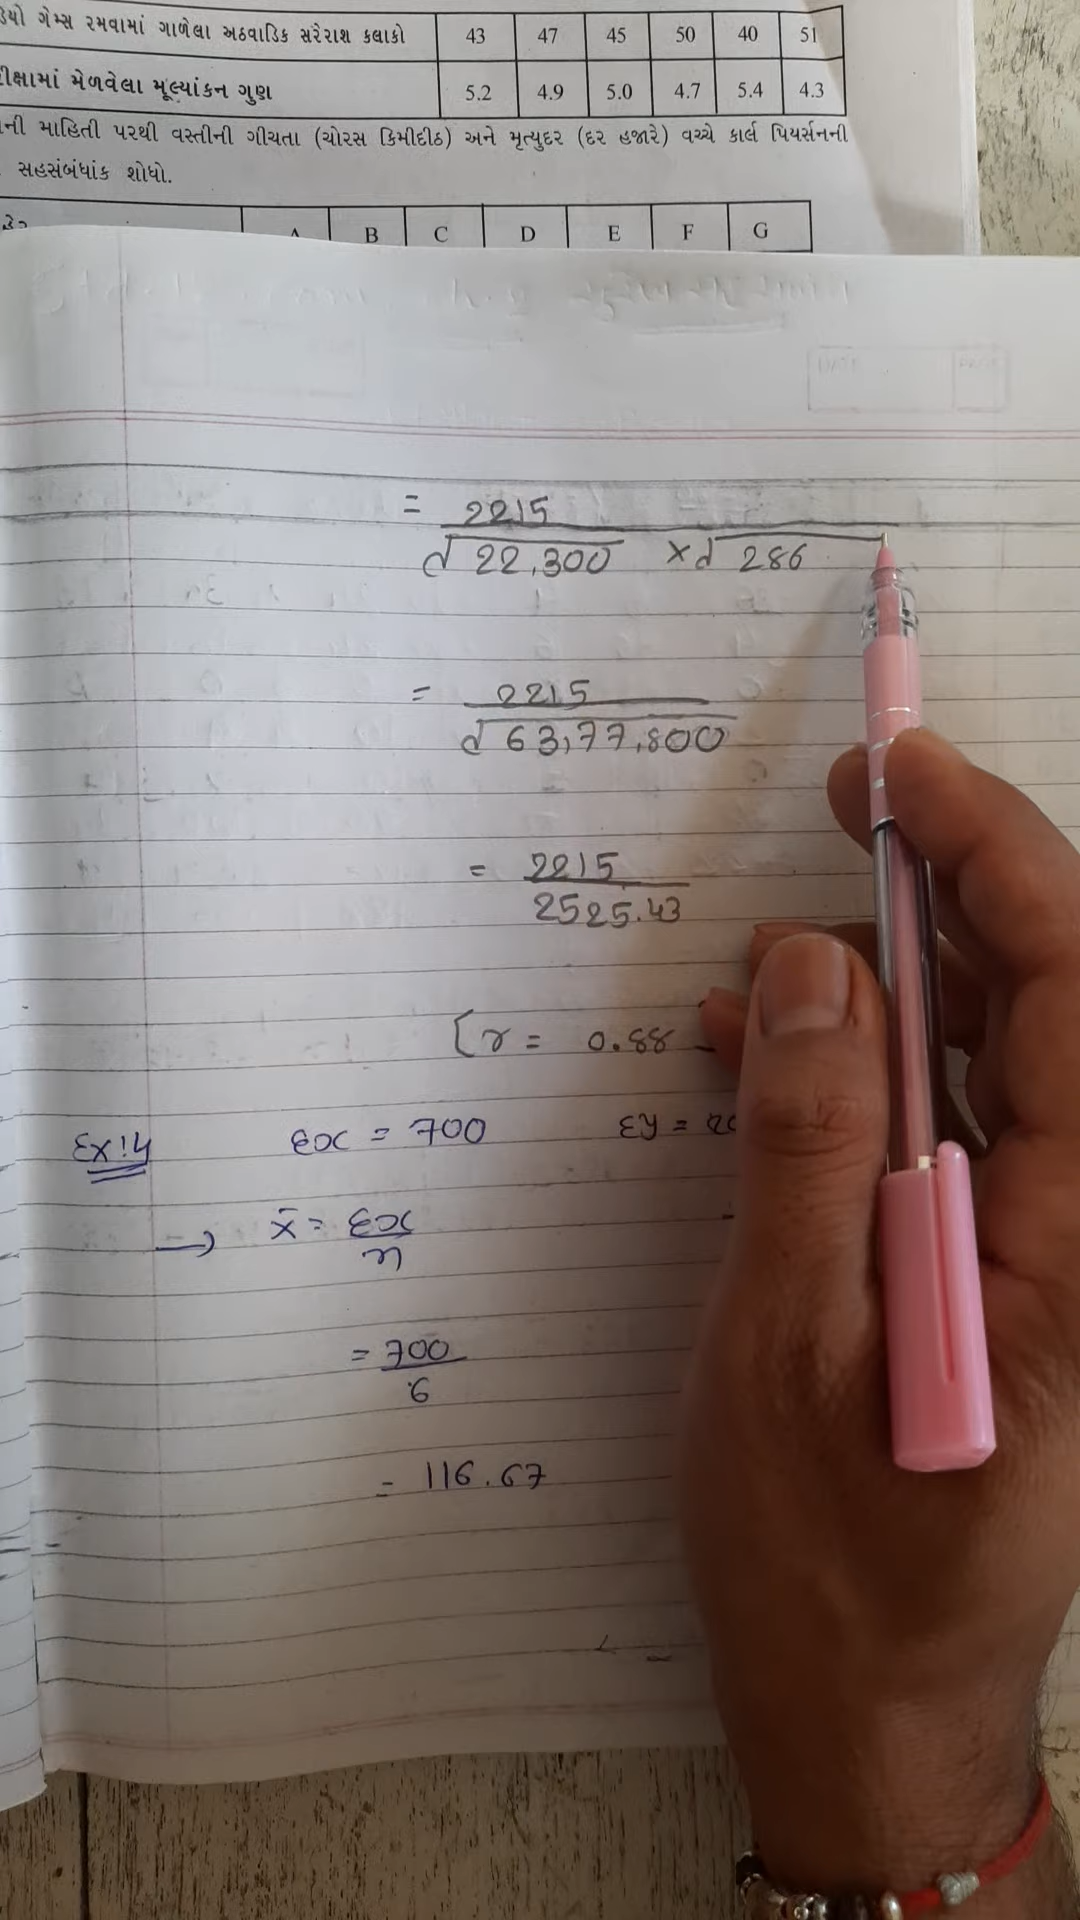 ડિયો ગેમ્સ રમવામાં ગાળેલા અઠવાડિક સરેરાશ કલાકો 43 47 45 50 40 51
રીક્ષામાં મેળવેલા મૂલ્યાંકન ગુણ 5.2 4.9 5.0 4.7 5.4 4.3
ની માહિતી પરથી વસ્તીની ગીચતા (ચોરસ કિમીદીઠ) અને મૃત્યુદર (દર હજારે) વચ્ચે કાર્લ પિયર્સનની
સહસંબંધાંક શોધો.
A B C D E F G
DATE PAGE
= 2215
√22,300 × √286
= 2215
√63,77,800
= 2215
2525.43
[r = 0.88
Ex:4 Σx = 700 Σy =
→ x̄ = Σx
n
= 700
6
= 116.67